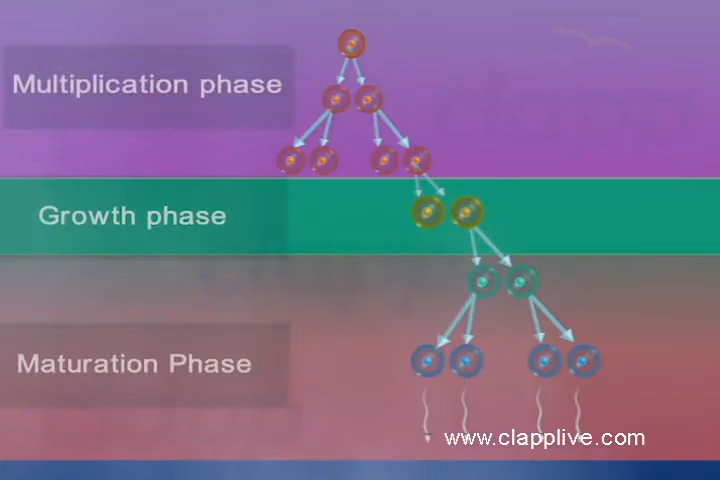 Multiplication phase
Growth phase
Maturation Phase
www.clapplive.com